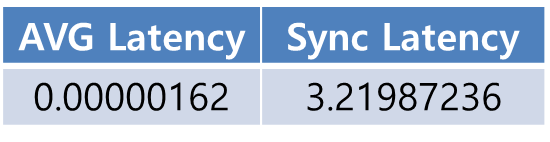 AVG Latency Sync Latency
0.00000162 3.21987236